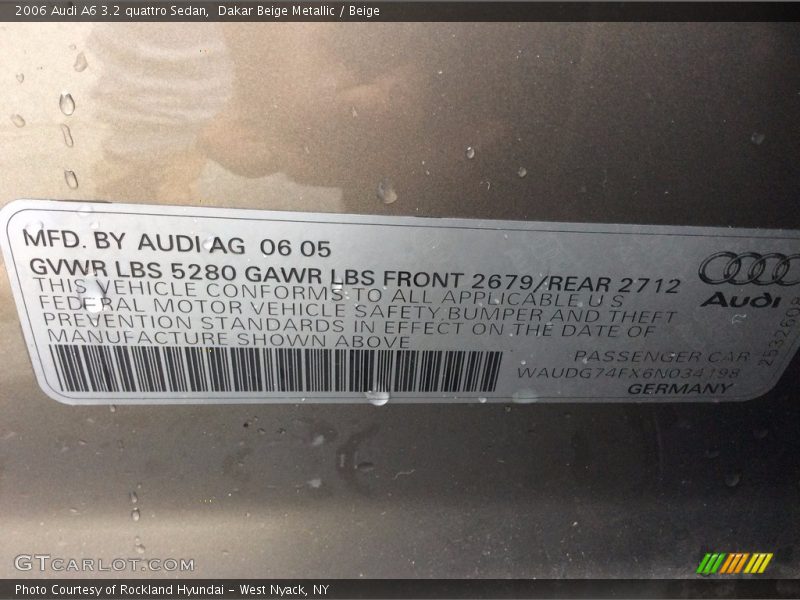 2006 Audi A6 3.2 quattro Sedan,  Dakar Beige Metallic / Beige
MFD. BY AUDI AG 06 05
GVWR LBS 5280 GAWR LBS FRONT 2679/REAR 2712
THIS VEHICLE CONFORMS TO ALL APPLICABLE U S
FEDERAL MOTOR VEHICLE SAFETY,BUMPER AND THEFT
PREVENTION STANDARDS IN EFFECT ON THE DATE OF
MANUFACTURE SHOWN ABOVE
Audi
PASSENGER CAR
WAUDG74FX6N034198
GERMANY
GTCARLOT.COM
Photo Courtesy of Rockland Hyundai - West Nyack, NY